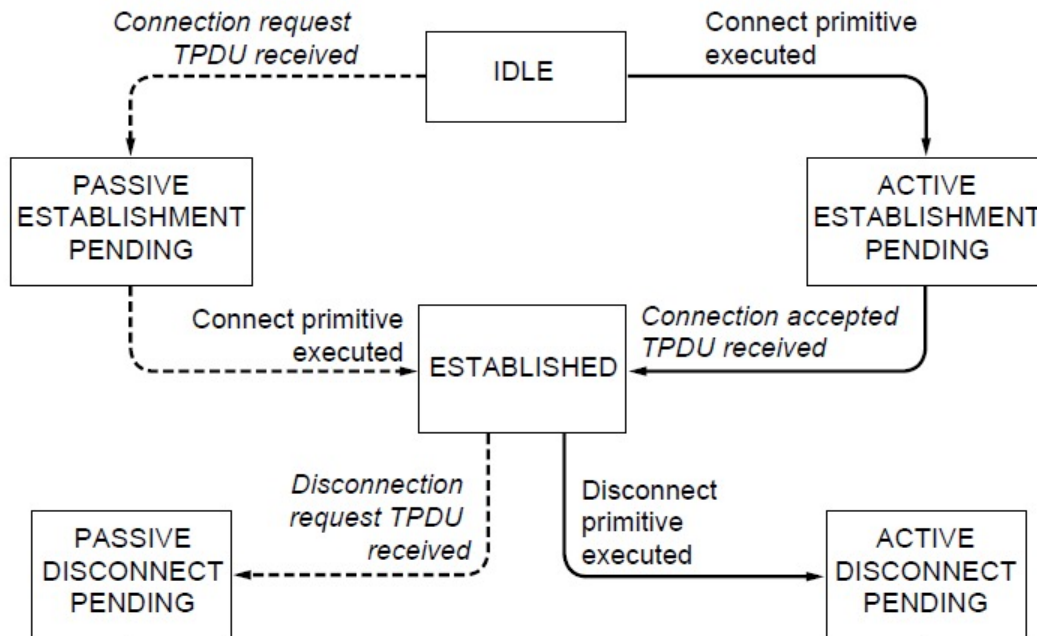 Connection request
TPDU received
IDLE
Connect primitive
executed
PASSIVE
ESTABLISHMENT
PENDING
ACTIVE
ESTABLISHMENT
PENDING
Connect primitive
executed
ESTABLISHED
Connection accepted
TPDU received
Disconnection
request TPDU
received
Disconnect
primitive
executed
PASSIVE
DISCONNECT
PENDING
ACTIVE
DISCONNECT
PENDING